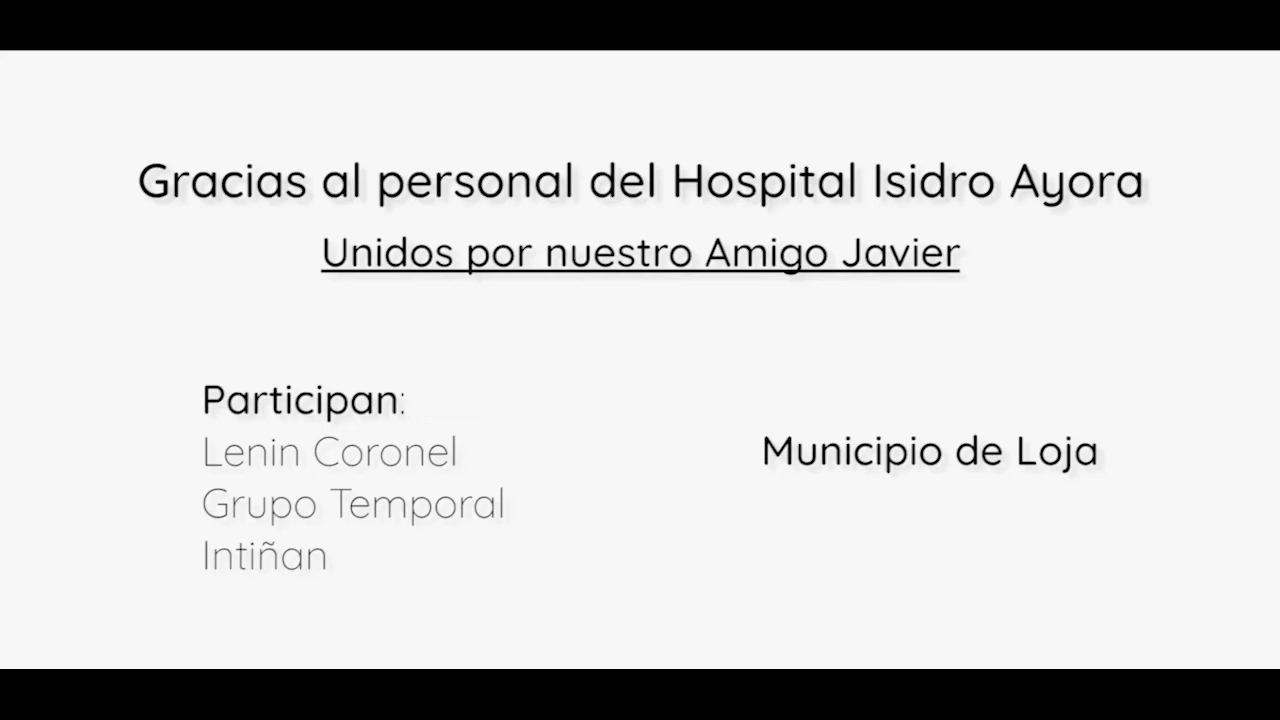 Gracias al personal del Hospital Isidro Ayora
Unidos por nuestro Amigo Javier
Participan:
Lenin Coronel
Grupo Temporal
Intiñan
Municipio de Loja